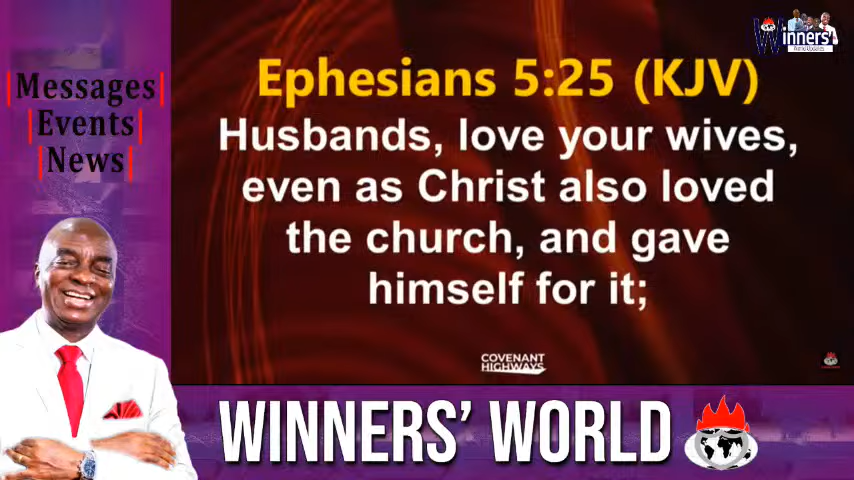 |Messages|
|Events|
|News|
Winners'
Ephesians 5:25 (KJV)
Husbands, love your wives,
even as Christ also loved
the church, and gave
himself for it;
COVENANT
HIGHWAYS
WINNERS' WORLD